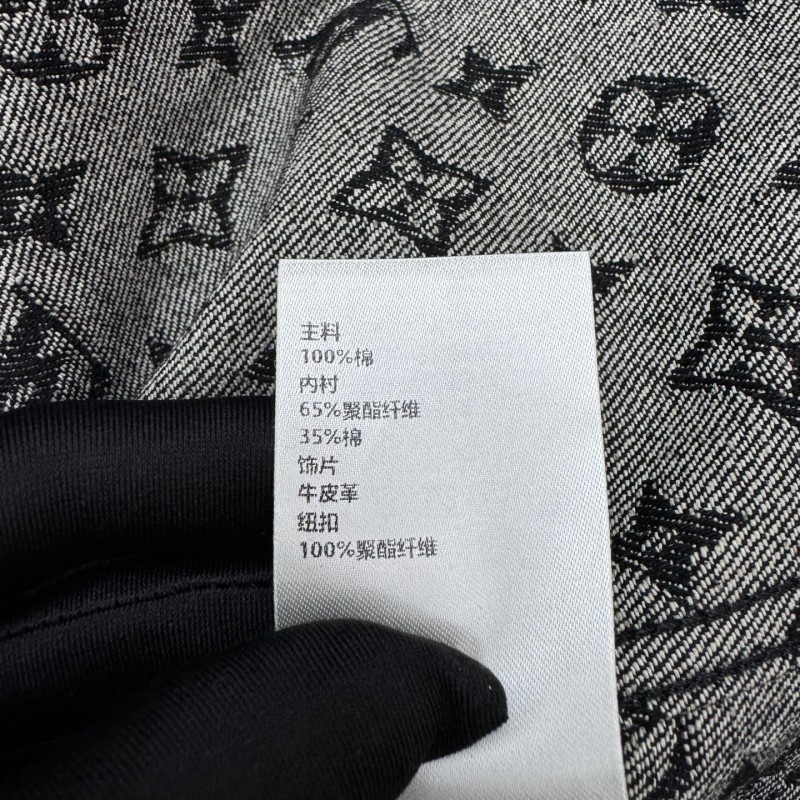 主料
100%棉
内衬
65%聚酯纤维
35%棉
饰片
牛皮革
纽扣
100%聚酯纤维